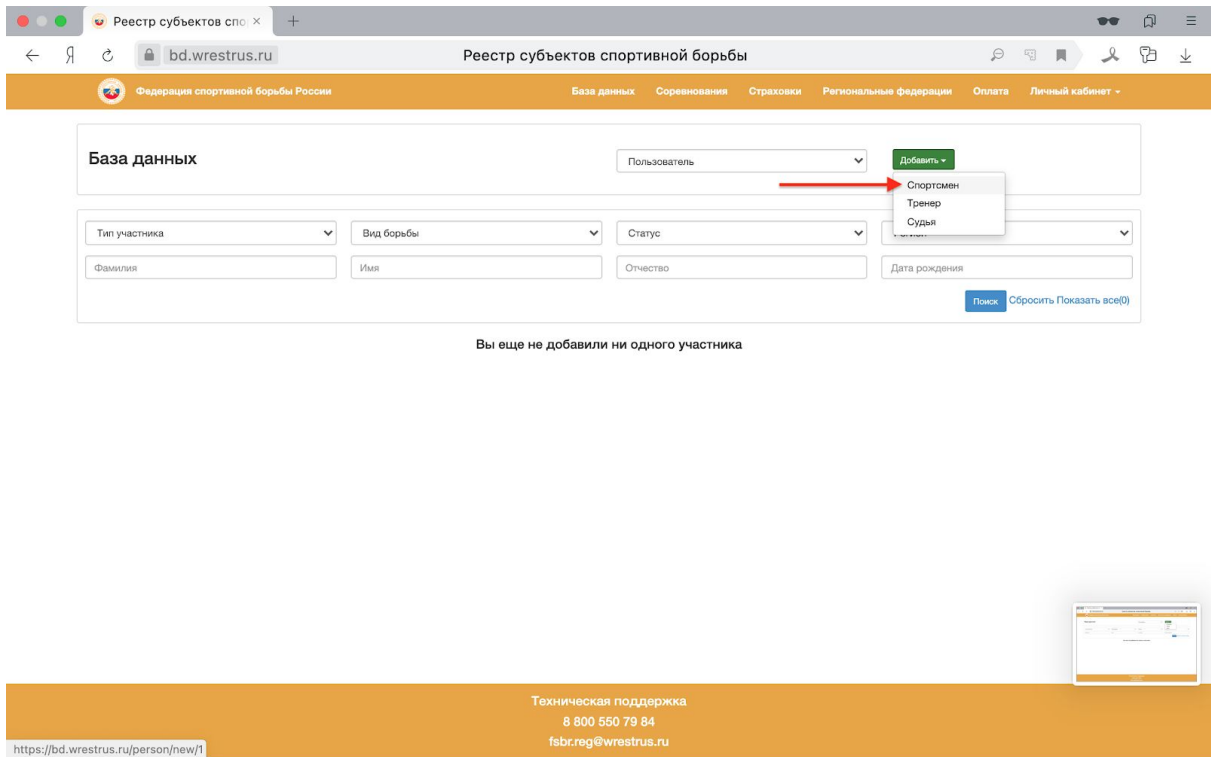 Реестр субъектов спо
bd.wrestrus.ru
Реестр субъектов спортивной борьбы
Федерация спортивной борьбы России
База данных
Соревнования
Страховки
Региональные федерации
Оплата
Личный кабинет
База данных
Пользователь
Добавить
Спортсмен
Тренер
Судья
Тип участника
Вид борьбы
Статус
Фамилия
Имя
Отчество
Дата рождения
Поиск
Сбросить Показать все(0)
Вы еще не добавили ни одного участника
Техническая поддержка
8 800 550 79 84
fsbr.reg@wrestrus.ru
https://bd.wrestrus.ru/person/new/1